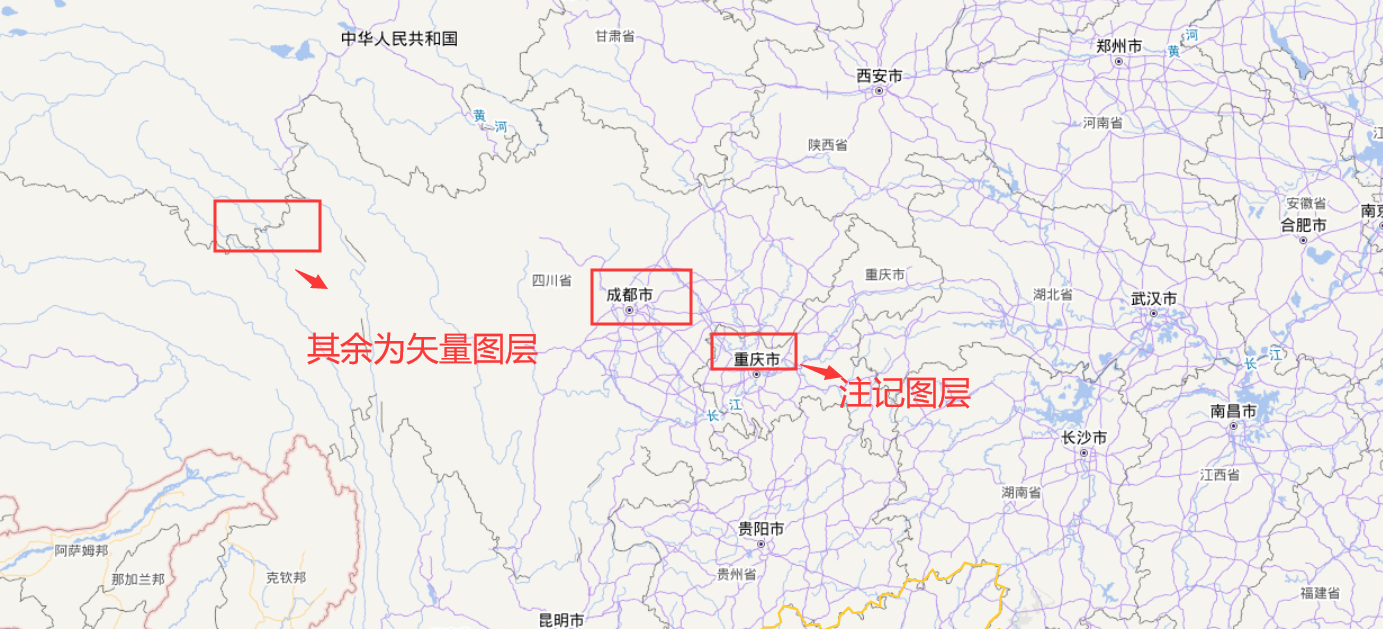 中华人民共和国
甘肃省
郑州市
黄河
西安市
黄河
河南省
江
陕西省
安徽省
南京
合肥市
四川省
重庆市
成都市
湖北省
武汉市
其余为矢量图层
重庆市
长江
注记图层
长江
南昌市
长沙市
江西省
湖南省
贵阳市
阿萨姆邦
那加兰邦
克钦邦
贵州省
福建省
昆明市